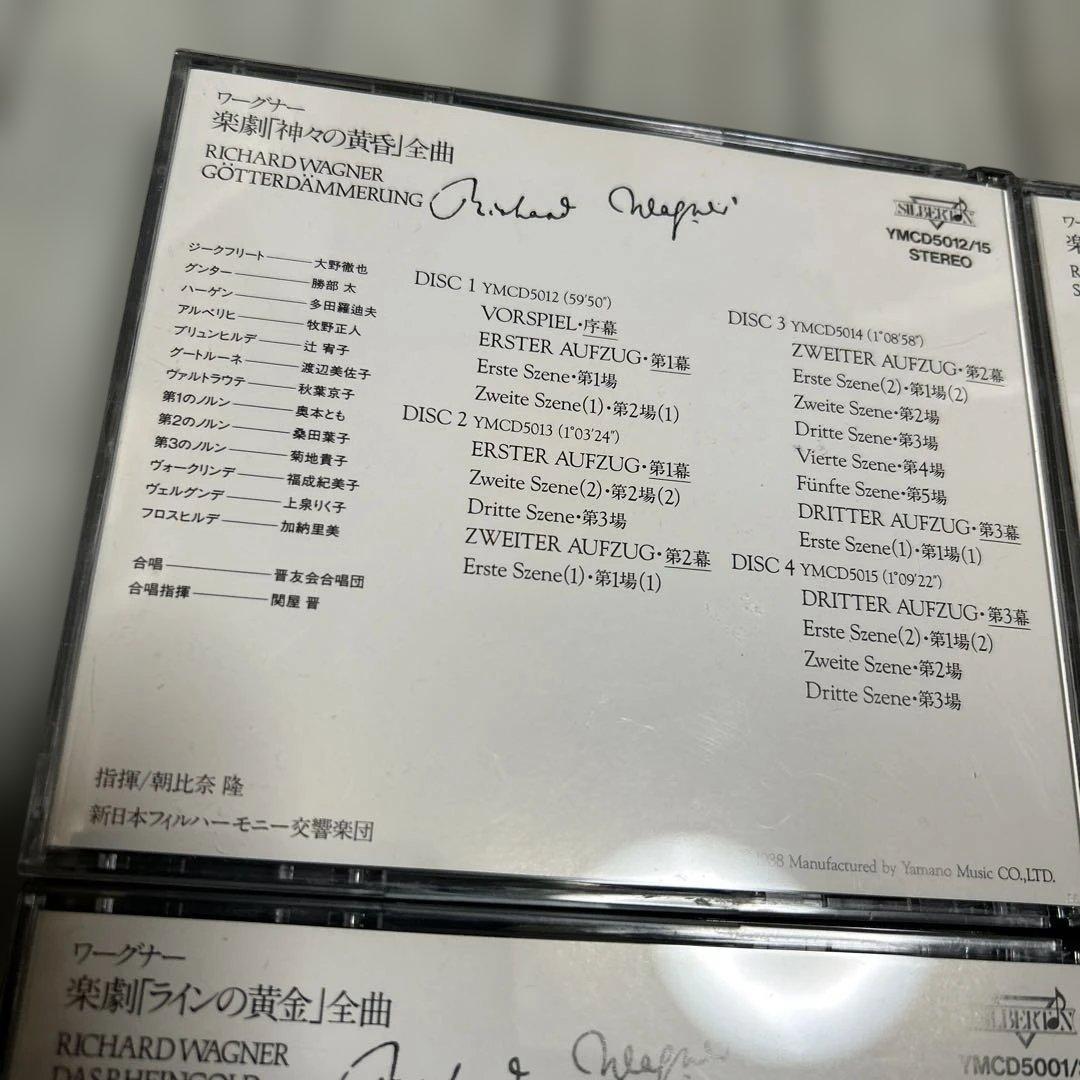 ワーグナー
楽劇「神々の黄昏」全曲
RICHARD WAGNER
GÖTTERDÄMMERUNG
Richard Wagner
SILBERTON
YMCD5012/15
STEREO
ジークフリート 大野徹也
グンター 勝部 太
ハーゲン 多田羅迪夫
アルベリヒ 牧野正人
ブリュンヒルデ 辻 宥子
グートルーネ 渡辺美佐子
ヴァルトラウテ 秋葉京子
第1のノルン 奥本とも
第2のノルン 桑田葉子
第3のノルン 菊地貴子
ヴォークリンデ 福成紀美子
ヴェルグンデ 上泉りく子
フロスヒルデ 加納里美
合唱 晋友会合唱団
合唱指揮 関屋 晋
DISC 1 YMCD5012 (59'50")
VORSPIEL・序幕
ERSTER AUFZUG・第1幕
Erste Szene・第1場
Zweite Szene(1)・第2場(1)
DISC 2 YMCD5013 (1°03'24")
ERSTER AUFZUG・第1幕
Zweite Szene(2)・第2場(2)
Dritte Szene・第3場
ZWEITER AUFZUG・第2幕
Erste Szene(1)・第1場(1)
DISC 3 YMCD5014 (1°08'58")
ZWEITER AUFZUG・第2幕
Erste Szene(2)・第1場(2)
Zweite Szene・第2場
Dritte Szene・第3場
Vierte Szene・第4場
Fünfte Szene・第5場
DRITTER AUFZUG・第3幕
Erste Szene(1)・第1場(1)
DISC 4 YMCD5015 (1°09'22")
DRITTER AUFZUG・第3幕
Erste Szene(2)・第1場(2)
Zweite Szene・第2場
Dritte Szene・第3場
指揮/朝比奈 隆
新日本フィルハーモニー交響楽団
1988 Manufactured by Yamano Music CO.,LTD.
ワーグナー
楽劇「ラインの黄金」全曲
RICHARD WAGNER
DAS RHEINGOLD
Richard Wagner
SILBERTON
YMCD5001/